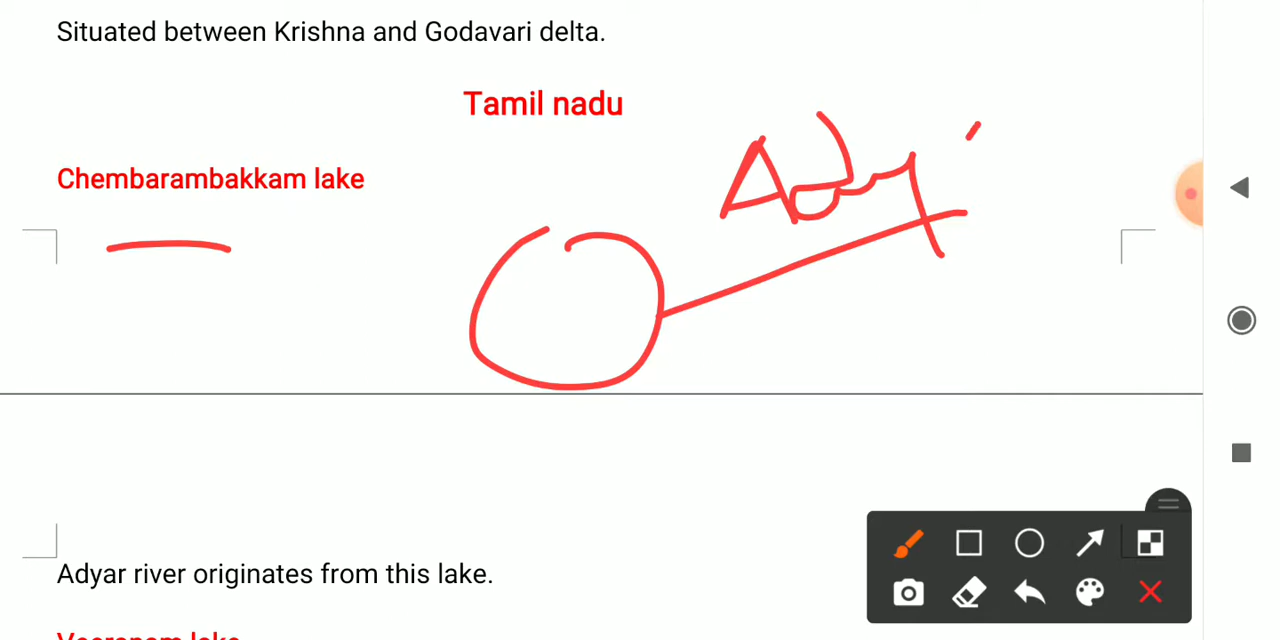 Situated between Krishna and Godavari delta.
Tamil nadu
Chembarambakkam lake
Ady
Adyar river originates from this lake.